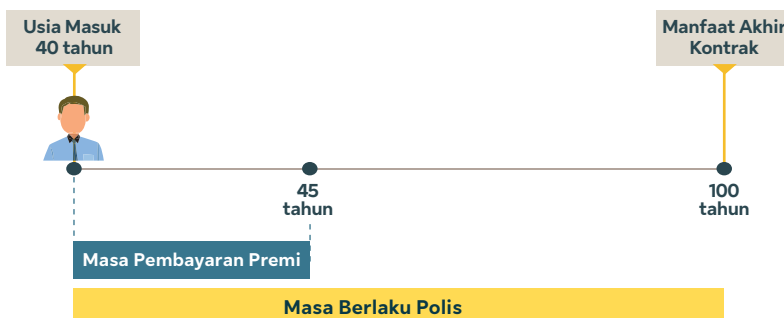 Usia Masuk
40 tahun
Manfaat Akhir
Kontrak
45
tahun
100
tahun
Masa Pembayaran Premi
Masa Berlaku Polis